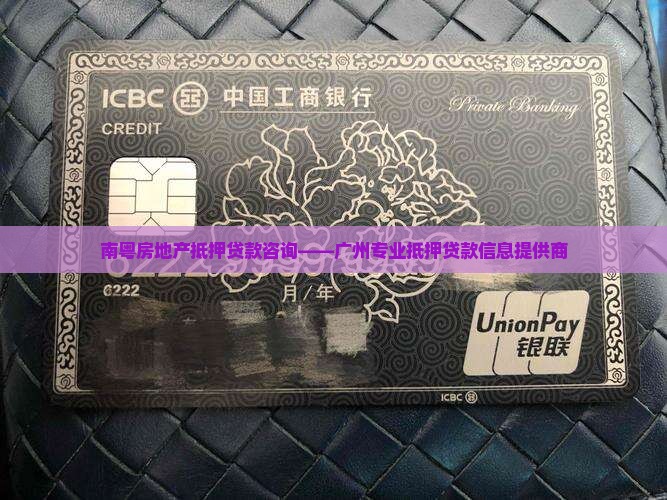 ICBC 中国工商银行
Private Banking
CREDIT
南粤房地产抵押贷款咨询——广州专业抵押贷款信息提供商
6222
月/年
UnionPay
银联
ICBC